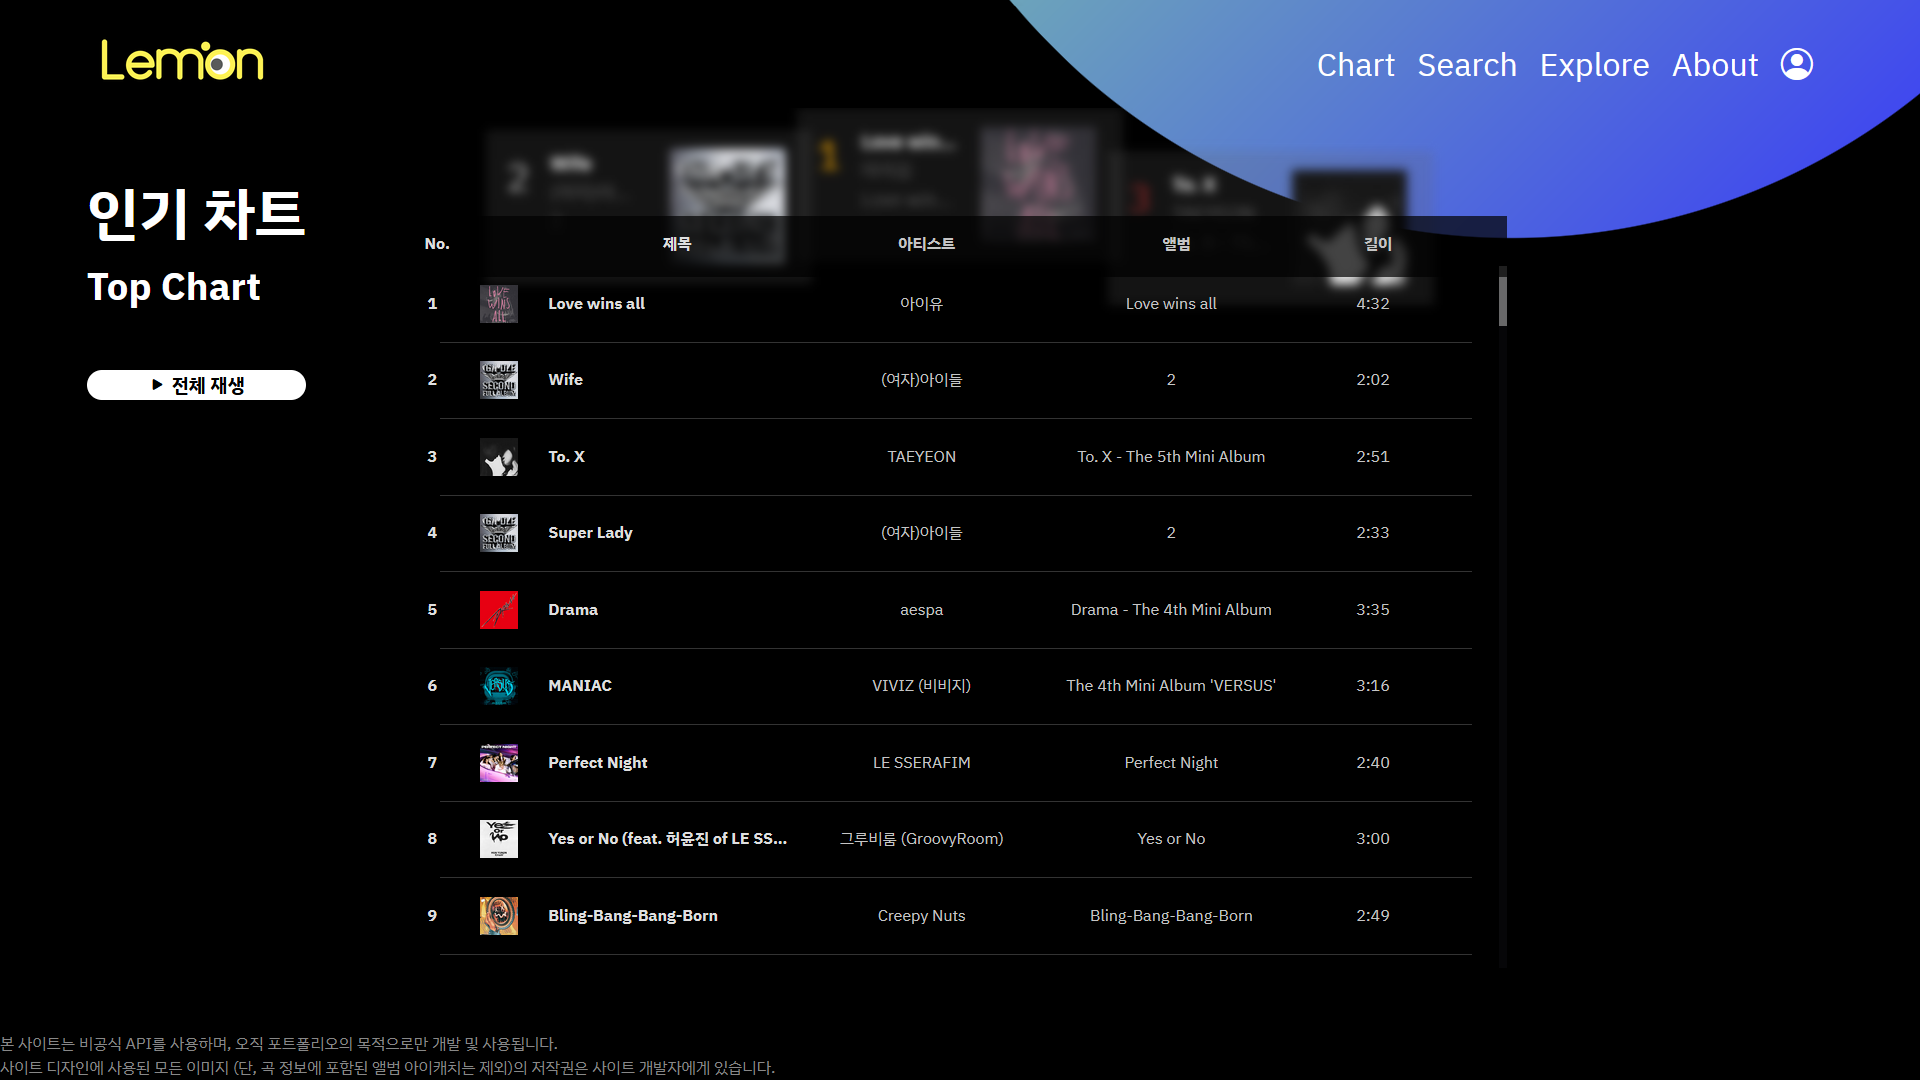 Lemon
Chart Search Explore About
2 Wife
1 Love win...
3 To. X
인기 차트
Top Chart
▶ 전체 재생
No. 제목 아티스트 앨범 길이
1 Love wins all 아이유 Love wins all 4:32
2 Wife (여자)아이들 2 2:02
3 To. X TAEYEON To. X - The 5th Mini Album 2:51
4 Super Lady (여자)아이들 2 2:33
5 Drama aespa Drama - The 4th Mini Album 3:35
6 MANIAC VIVIZ (비비지) The 4th Mini Album 'VERSUS' 3:16
7 Perfect Night LE SSERAFIM Perfect Night 2:40
8 Yes or No (feat. 허윤진 of LE SS... 그루비룸 (GroovyRoom) Yes or No 3:00
9 Bling-Bang-Bang-Born Creepy Nuts Bling-Bang-Bang-Born 2:49
본 사이트는 비공식 API를 사용하며, 오직 포트폴리오의 목적으로만 개발 및 사용됩니다.
사이트 디자인에 사용된 모든 이미지 (단, 곡 정보에 포함된 앨범 아이캐치는 제외)의 저작권은 사이트 개발자에게 있습니다.